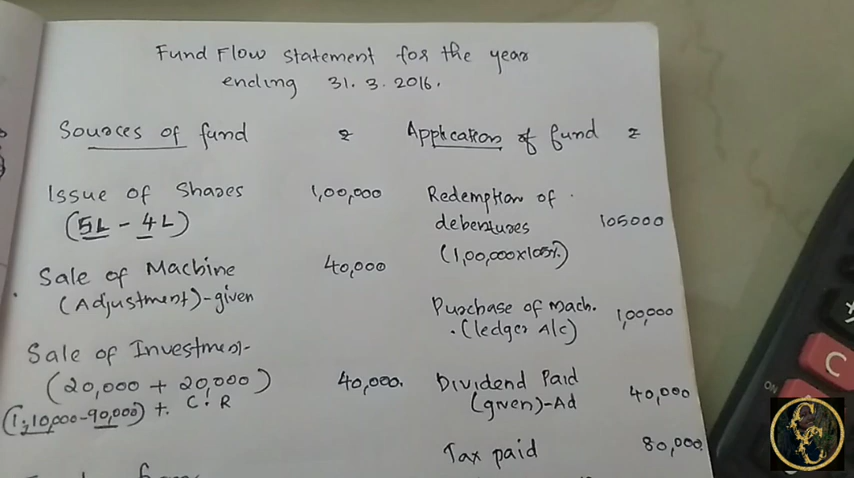 Fund Flow statement for the year
ending 31.3.2016.
Sources of fund ₹ Application of fund ₹
Issue of Shares 1,00,000 Redemption of
(5L - 4L) debentures 105000
(1,00,000x105%)
Sale of Machine 40,000
(Adjustment)-given
Purchase of Mach. 1,00,000
(ledger A/c)
Sale of Investment-
(20,000 + 20,000) 40,000. Dividend Paid 40,000
(1,10,000-90,000) + C.R (given)-Ad
Tax paid 80,000.
C
ON